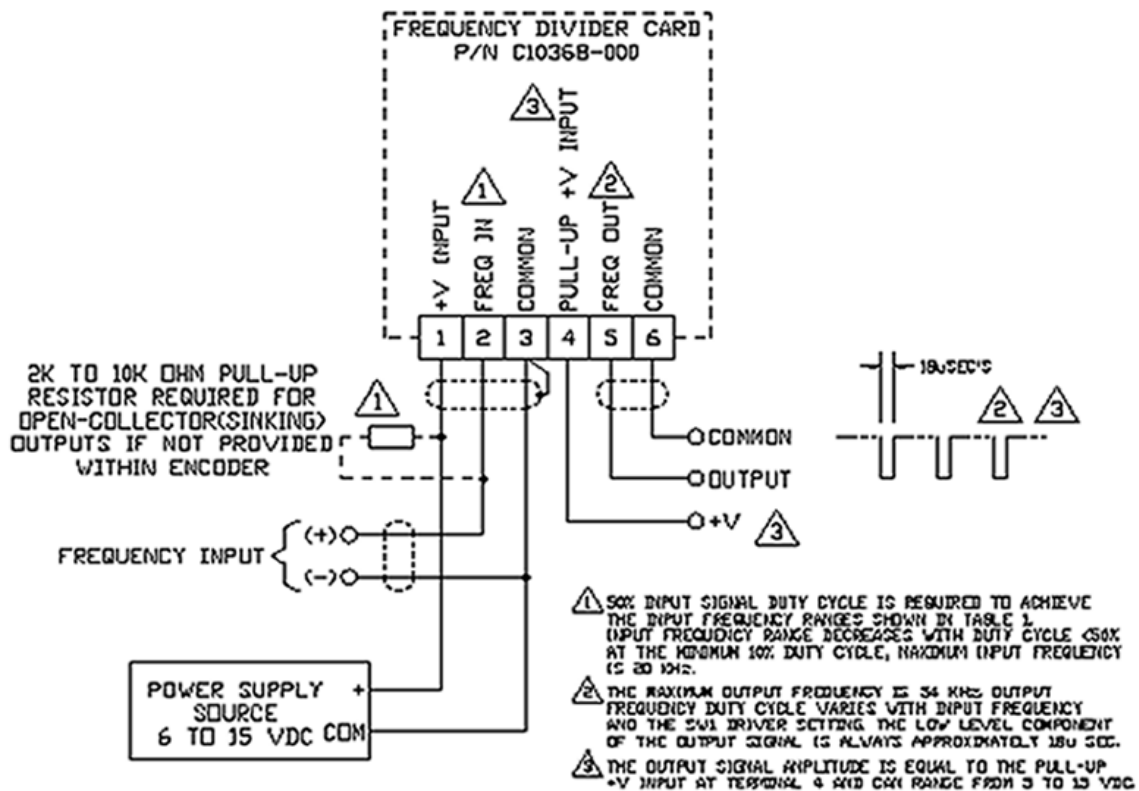 FREQUENCY DIVIDER CARD
P/N C10368-000
3
+V INPUT
1
FREQ IN
COMMON
PULL-UP +V INPUT
2
FREQ OUT
COMMON
1 2 3 4 5 6
2K TO 10K OHM PULL-UP
RESISTOR REQUIRED FOR
OPEN-COLLECTOR(SINKING)
OUTPUTS IF NOT PROVIDED
WITHIN ENCODER
1
18uSEC'S
2 3
COMMON
OUTPUT
+V 3
FREQUENCY INPUT
(+)
(-)
POWER SUPPLY +
SOURCE
6 TO 15 VDC COM
1 50% INPUT SIGNAL DUTY CYCLE IS REQUIRED TO ACHIEVE
THE INPUT FREQUENCY RANGES SHOWN IN TABLE 1.
INPUT FREQUENCY RANGE DECREASES WITH DUTY CYCLE <50%
AT THE MINIMUM 10% DUTY CYCLE, MAXIMUM INPUT FREQUENCY
IS 20 KHz.
2 THE MAXIMUM OUTPUT FREQUENCY IS 54 KHz OUTPUT
FREQUENCY DUTY CYCLE VARIES WITH INPUT FREQUENCY
AND THE SW1 DRIVER SETTING. THE LOW LEVEL COMPONENT
OF THE OUTPUT SIGNAL IS ALWAYS APPROXIMATELY 18u SEC.
3 THE OUTPUT SIGNAL AMPLITUDE IS EQUAL TO THE PULL-UP
+V INPUT AT TERMINAL 4 AND CAN RANGE FROM TO VDC